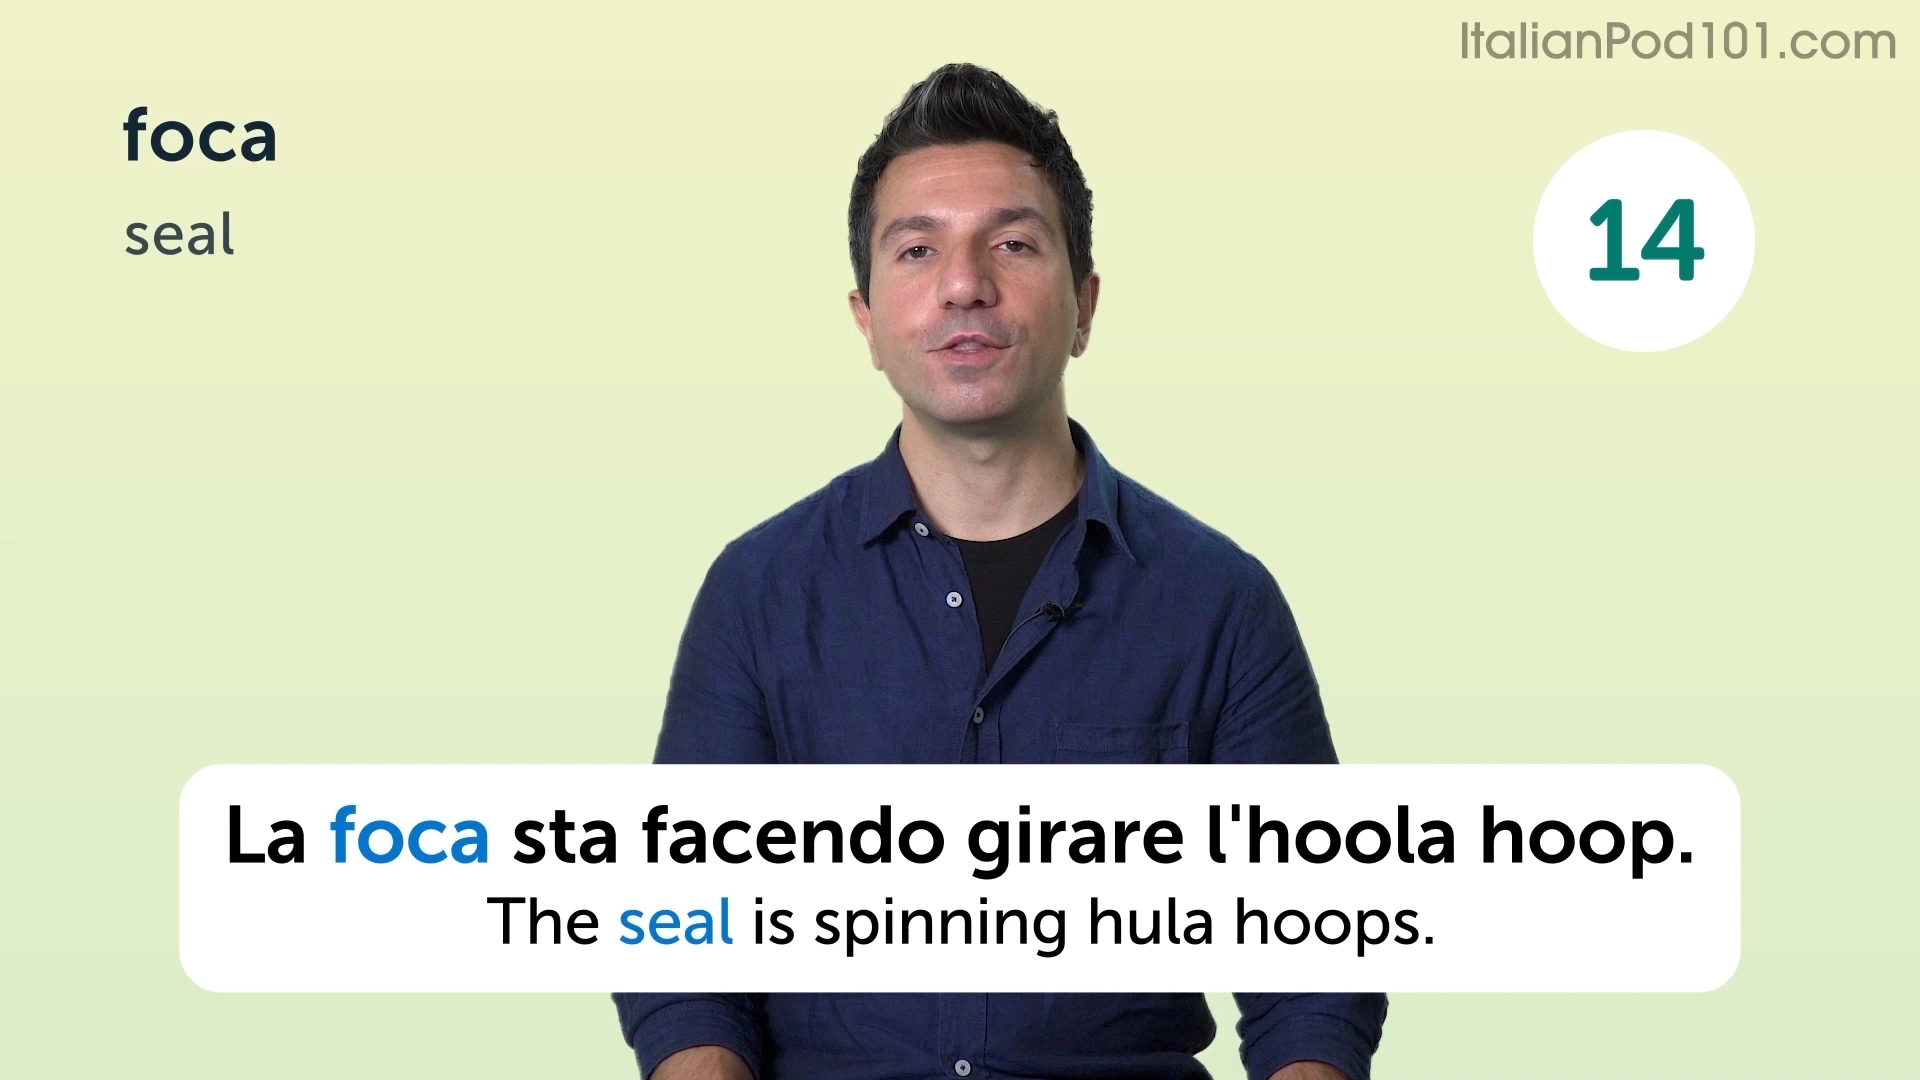 ItalianPod101.com
foca
seal
14
La foca sta facendo girare l'hoola hoop.
The seal is spinning hula hoops.